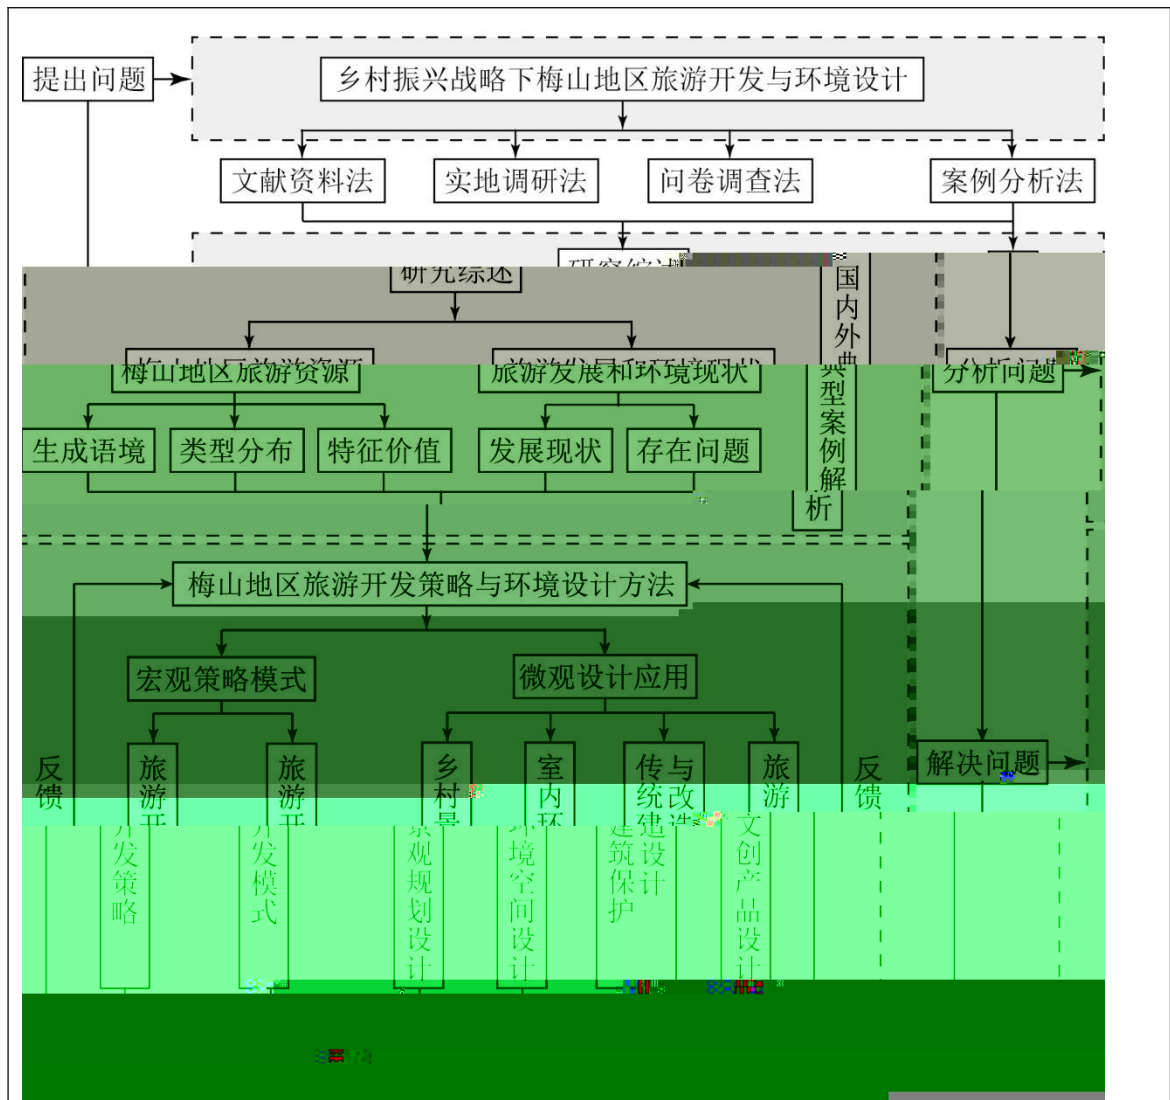 提出问题
乡村振兴战略下梅山地区旅游开发与环境设计
文献资料法
实地调研法
问卷调查法
案例分析法
研究综述
国内外典型案例解析
梅山地区旅游资源
旅游发展和环境现状
分析问题
生成语境
类型分布
特征价值
发展现状
存在问题
梅山地区旅游开发策略与环境设计方法
宏观策略模式
微观设计应用
反馈
旅游开发策略
旅游开发模式
乡村景观规划设计
室内环境空间设计
传统建筑保护
与改造设计
旅游文创产品设计
反馈
解决问题